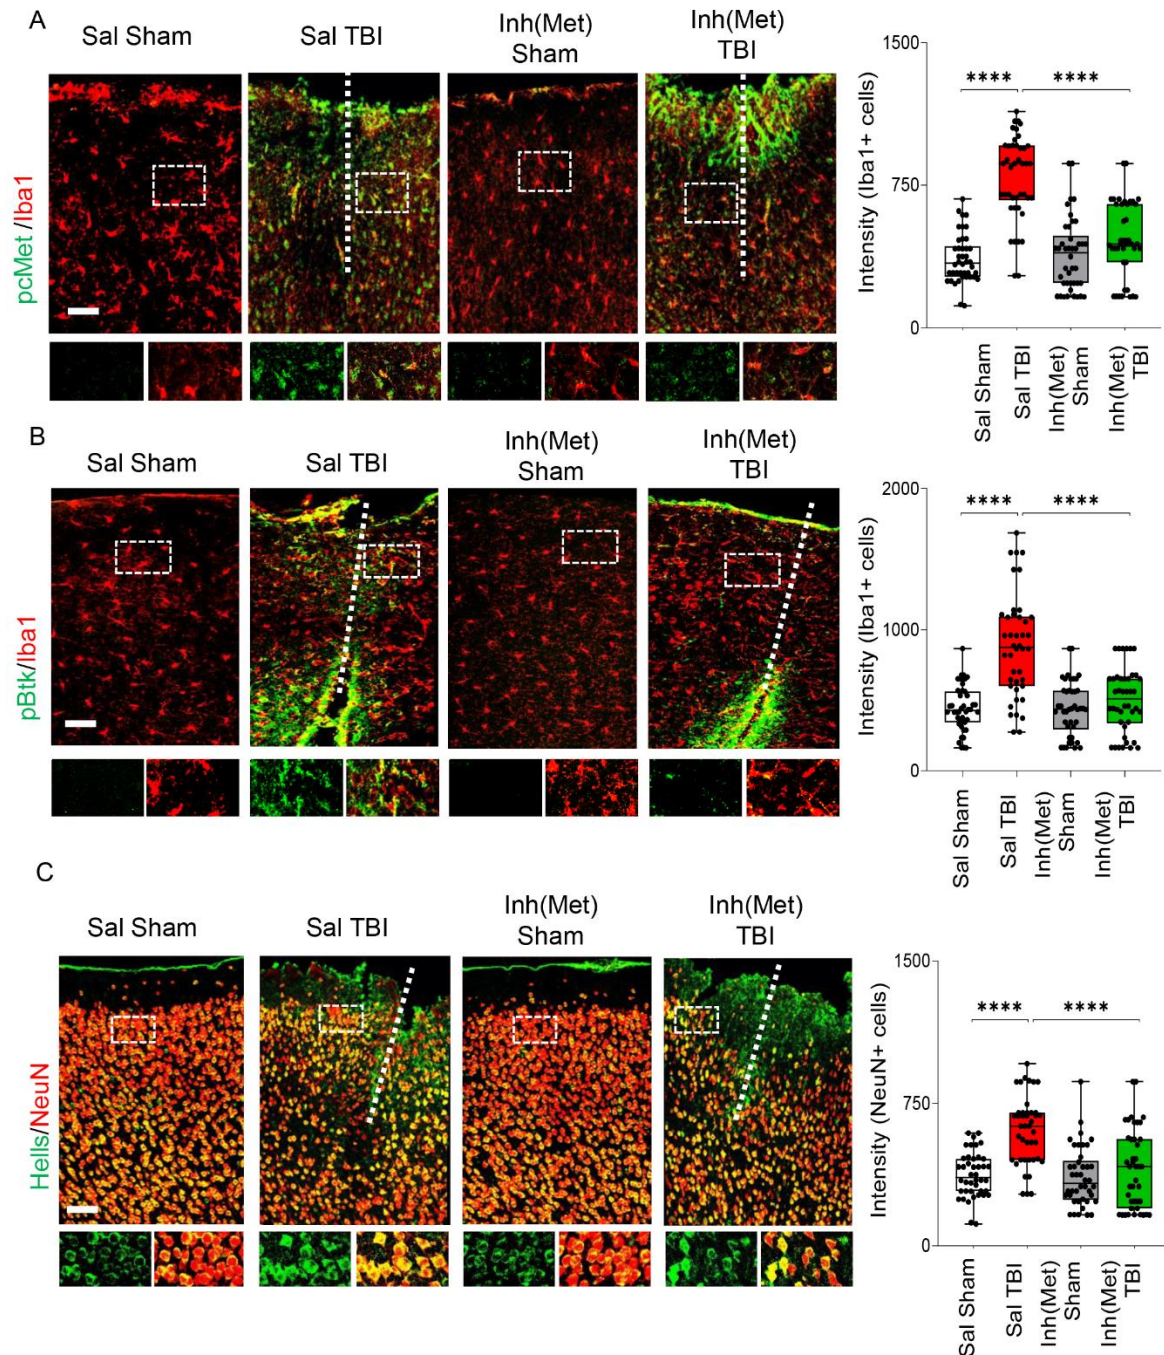 A
Sal Sham
Sal TBI
Inh(Met)
Sham
Inh(Met)
TBI
pcMet/Iba1
Intensity (Iba1+ cells)
1500
750
0
****
****
Sal Sham
Sal TBI
Inh(Met)
Sham
Inh(Met)
TBI
B
Sal Sham
Sal TBI
Inh(Met)
Sham
Inh(Met)
TBI
pBtk/Iba1
Intensity (Iba1+ cells)
2000
1000
0
****
****
Sal Sham
Sal TBI
Inh(Met)
Sham
Inh(Met)
TBI
C
Sal Sham
Sal TBI
Inh(Met)
Sham
Inh(Met)
TBI
Hells/NeuN
Intensity (NeuN+ cells)
1500
750
0
****
****
Sal Sham
Sal TBI
Inh(Met)
Sham
Inh(Met)
TBI